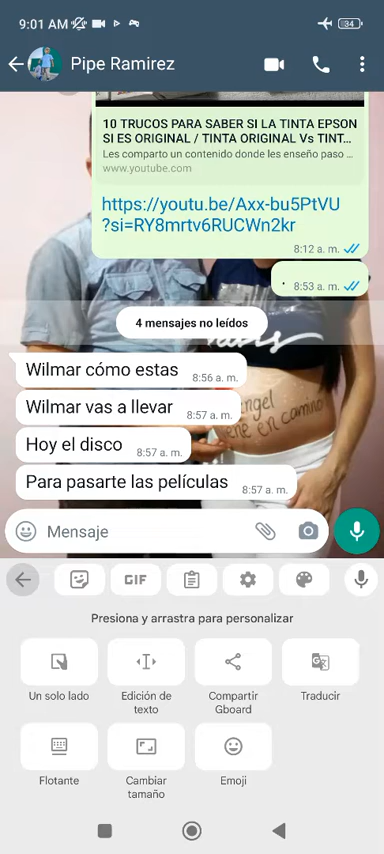 9:01 AM
34
Pipe Ramirez
10 TRUCOS PARA SABER SI LA TINTA EPSON
SI ES ORIGINAL / TINTA ORIGINAL Vs TINT...
Les comparto un contenido donde les enseño paso ...
www.youtube.com
https://youtu.be/Axx-bu5PtVU
?si=RY8mrtv6RUCWn2kr
8:12 a. m.
. 8:53 a. m.
4 mensajes no leídos
Wilmar cómo estas 8:56 a. m.
Wilmar vas a llevar 8:57 a. m.
Hoy el disco 8:57 a. m.
Para pasarte las películas 8:57 a. m.
Mensaje
GIF
Presiona y arrastra para personalizar
Un solo lado
Edición de
texto
Compartir
Gboard
Traducir
Flotante
Cambiar
tamaño
Emoji